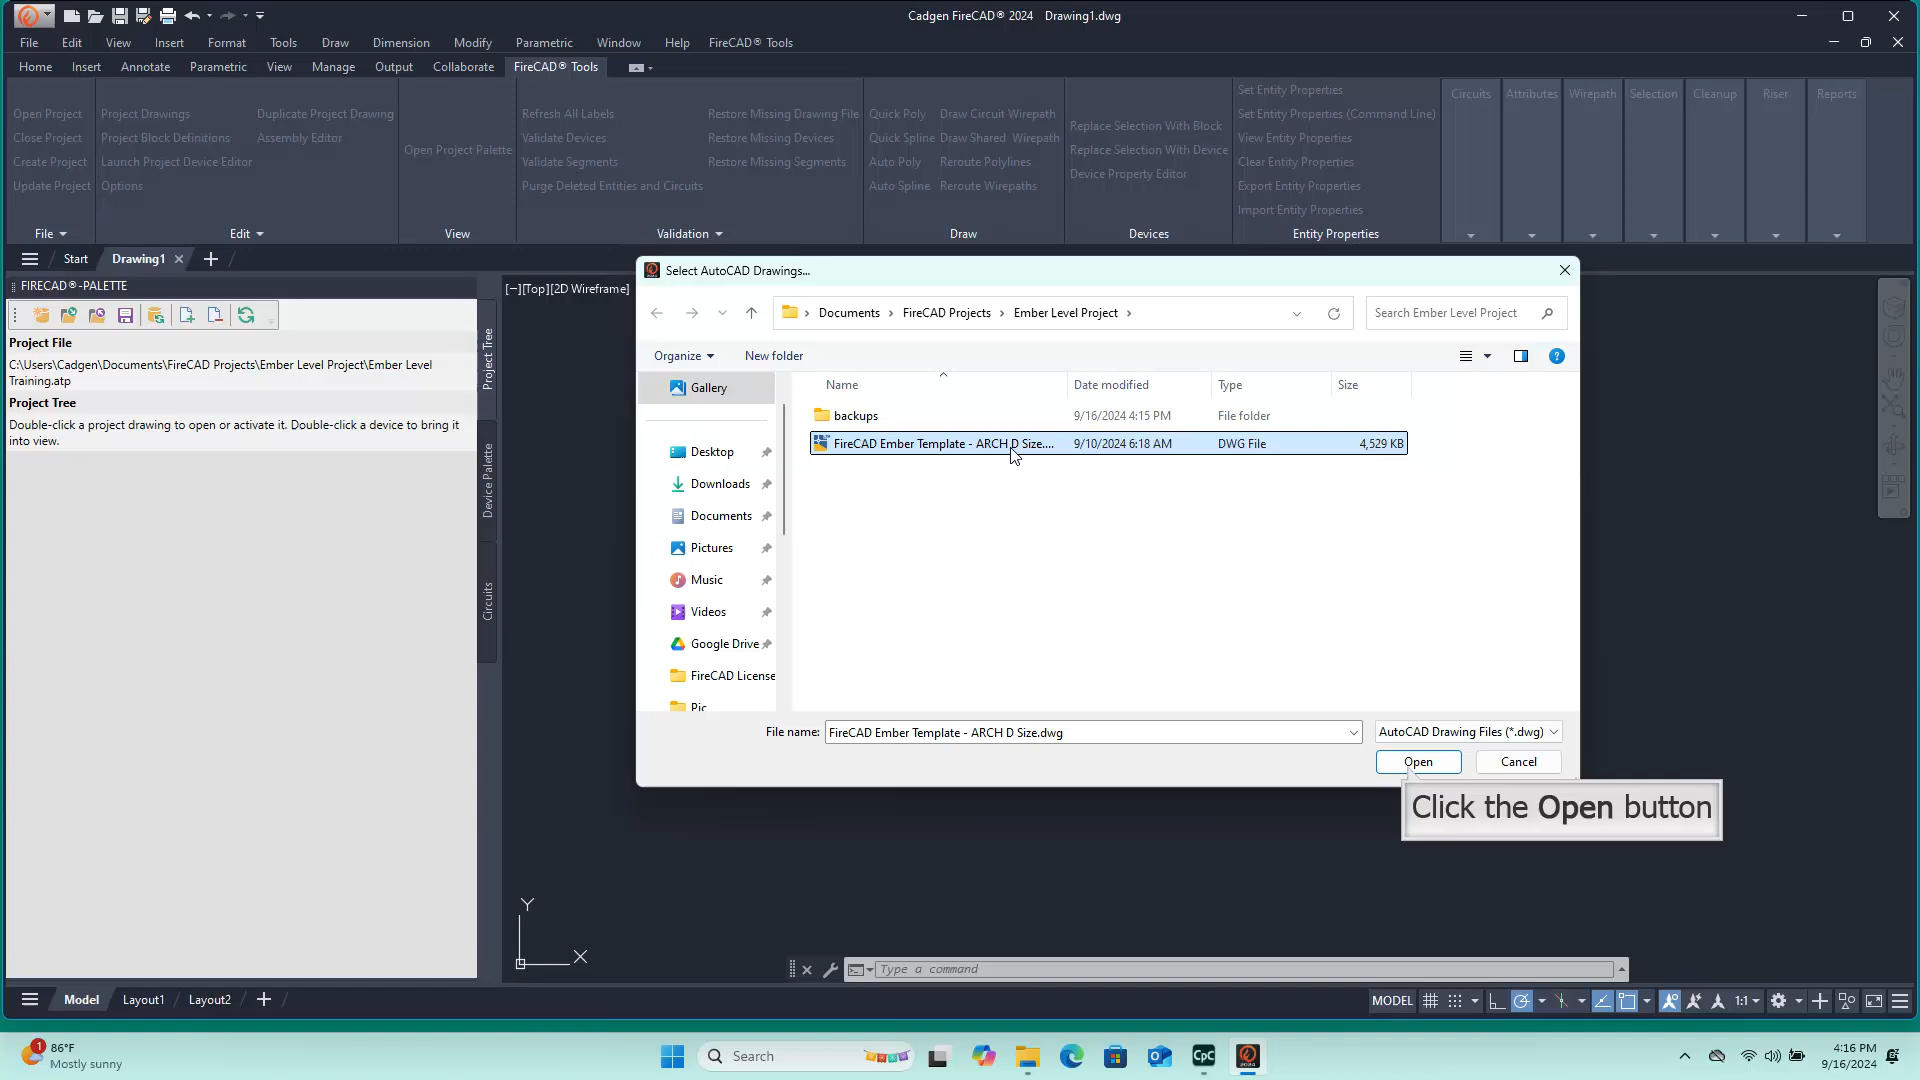 Cadgen FireCAD® 2024 Drawing1.dwg
File Edit View Insert Format Tools Draw Dimension Modify Parametric Window Help FireCAD® Tools
Home Insert Annotate Parametric View Manage Output Collaborate FireCAD® Tools
Open Project
Close Project
Create Project
Update Project
File
Project Drawings
Project Block Definitions
Launch Project Device Editor
Options
Duplicate Project Drawing
Assembly Editor
Edit
Open Project Palette
View
Refresh All Labels
Validate Devices
Validate Segments
Purge Deleted Entities and Circuits
Restore Missing Drawing File
Restore Missing Devices
Restore Missing Segments
Validation
Quick Poly
Quick Spline
Auto Poly
Auto Spline
Draw Circuit Wirepath
Draw Shared Wirepath
Reroute Polylines
Reroute Wirepaths
Draw
Replace Selection With Block
Replace Selection With Device
Device Property Editor
Devices
Set Entity Properties
Set Entity Properties (Command Line)
View Entity Properties
Clear Entity Properties
Export Entity Properties
Import Entity Properties
Entity Properties
Circuits Attributes Wirepath Selection Cleanup Riser Reports
Start Drawing1
FIRECAD®-PALETTE
Project File
C:\Users\Cadgen\Documents\FireCAD Projects\Ember Level Project\Ember Level
Training.atp
Project Tree
Double-click a project drawing to open or activate it. Double-click a device to bring it
into view.
Project Tree
Device Palette
Circuits
[−][Top][2D Wireframe]
Select AutoCAD Drawings...
Documents › FireCAD Projects › Ember Level Project ›
Search Ember Level Project
Organize New folder
Gallery
Desktop
Downloads
Documents
Pictures
Music
Videos
Google Drive
FireCAD License
Pic
Name Date modified Type Size
backups 9/16/2024 4:15 PM File folder
FireCAD Ember Template - ARCH D Size.... 9/10/2024 6:18 AM DWG File 4,529 KB
File name: FireCAD Ember Template - ARCH D Size.dwg AutoCAD Drawing Files (*.dwg)
Open Cancel
Click the Open button
Y
X
Type a command
Model Layout1 Layout2
MODEL 1:1
1
86°F
Mostly sunny
Search
CpC
2024
4:16 PM
9/16/2024